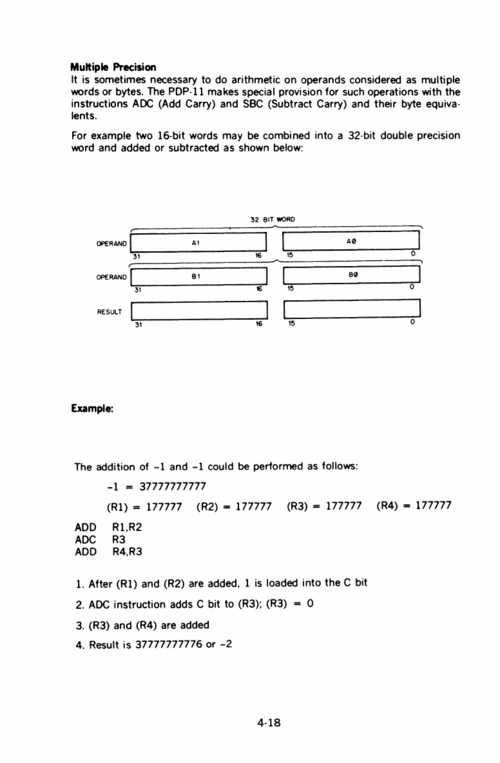 Multiple Precision
It is sometimes necessary to do arithmetic on operands considered as multiple
words or bytes. The PDP-11 makes special provision for such operations with the
instructions ADC (Add Carry) and SBC (Subtract Carry) and their byte equiva-
lents.
For example two 16-bit words may be combined into a 32-bit double precision
word and added or subtracted as shown below:
32 BIT WORD
OPERAND A1 A0
31 16 15 0
OPERAND B1 B0
31 16 15 0
RESULT
31 16 15 0
Example:
The addition of -1 and -1 could be performed as follows:
-1 = 37777777777
(R1) = 177777 (R2) = 177777 (R3) = 177777 (R4) = 177777
ADD R1,R2
ADC R3
ADD R4,R3
1. After (R1) and (R2) are added, 1 is loaded into the C bit
2. ADC instruction adds C bit to (R3); (R3) = 0
3. (R3) and (R4) are added
4. Result is 37777777776 or -2
4-18